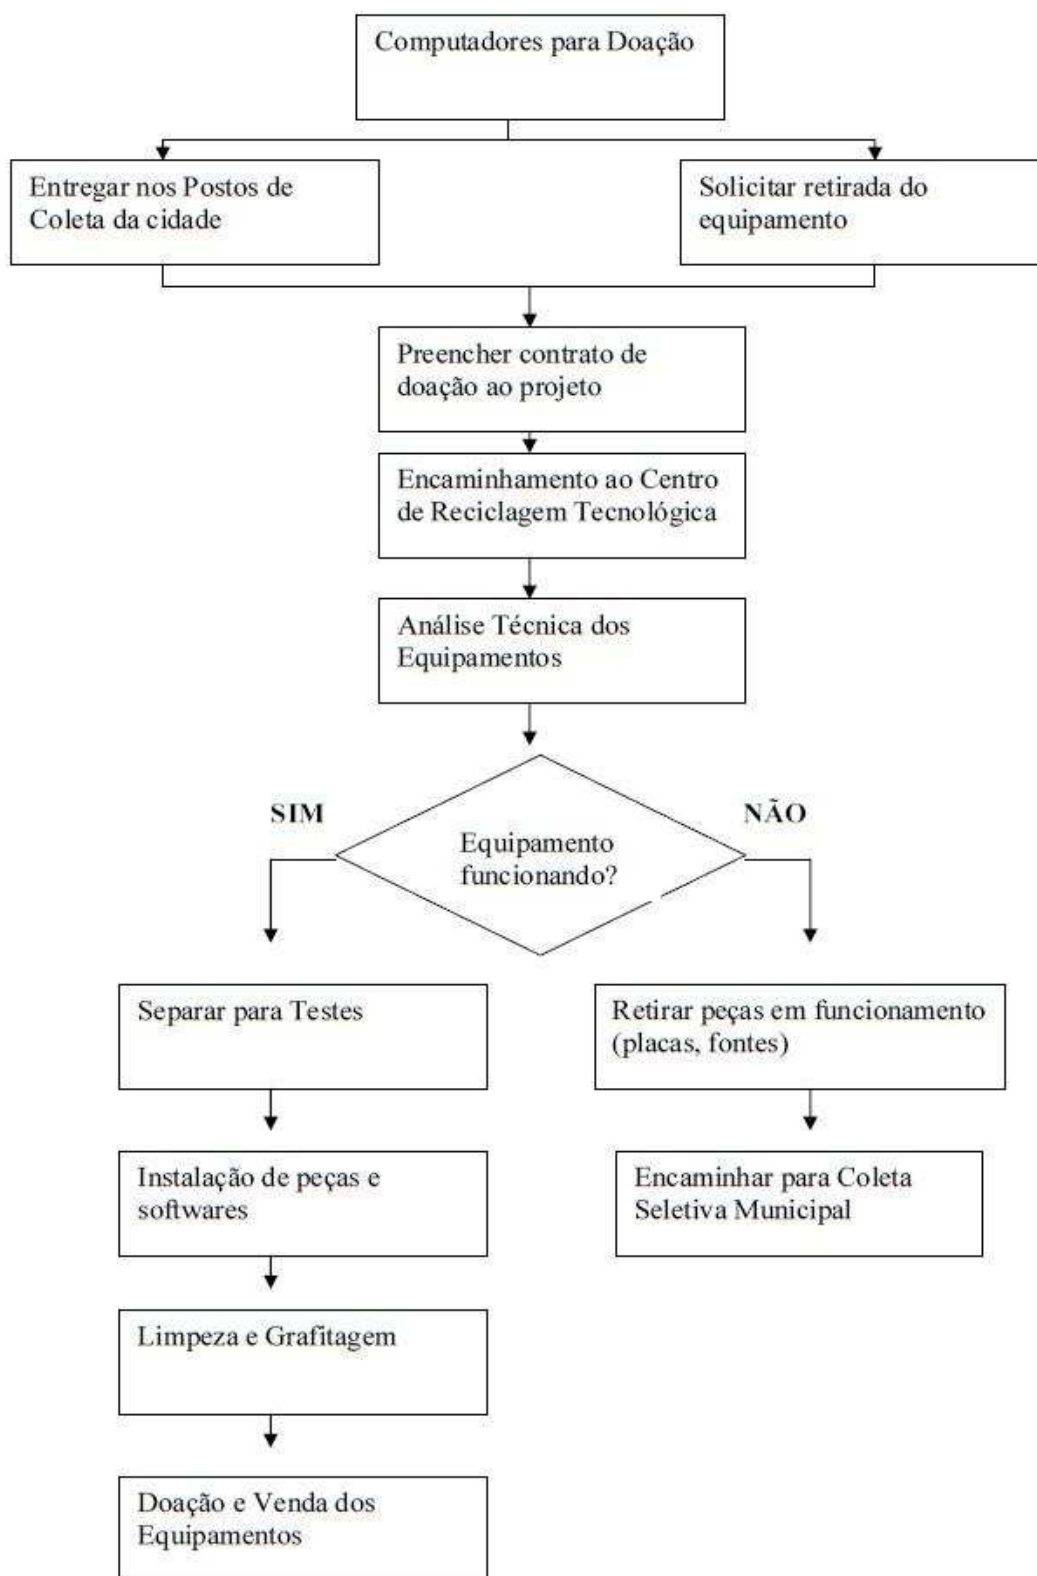 Computadores para Doação
Entregar nos Postos de
Coleta da cidade
Solicitar retirada do
equipamento
Preencher contrato de
doação ao projeto
Encaminhamento ao Centro
de Reciclagem Tecnológica
Análise Técnica dos
Equipamentos
SIM
NÃO
Equipamento
funcionando?
Separar para Testes
Retirar peças em funcionamento
(placas, fontes)
Instalação de peças e
softwares
Encaminhar para Coleta
Seletiva Municipal
Limpeza e Grafitagem
Doação e Venda dos
Equipamentos